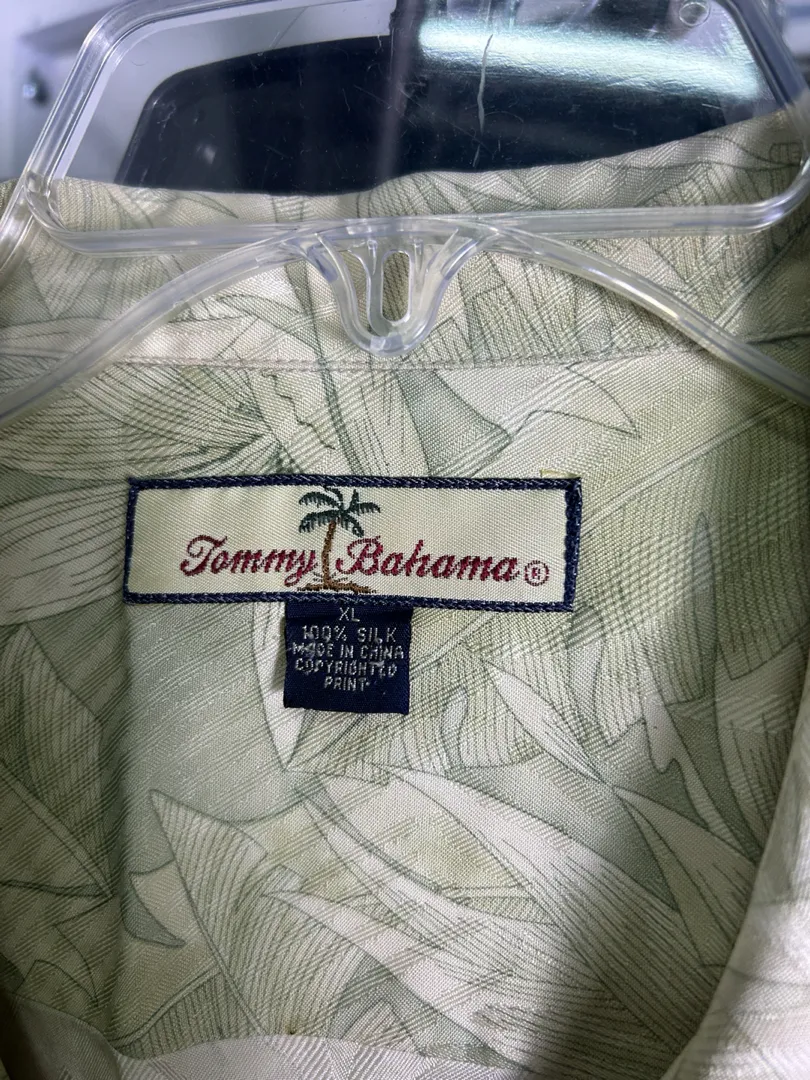 Tommy Bahama®
XL
100% SILK
MADE IN CHINA
COPYRIGHTED
PRINT